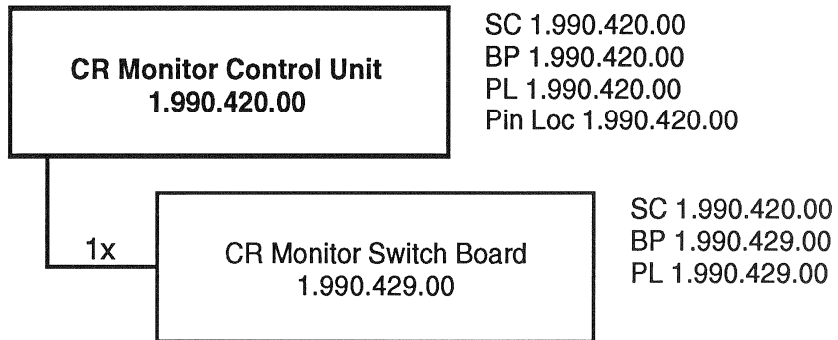 CR Monitor Control Unit
1.990.420.00
SC 1.990.420.00
BP 1.990.420.00
PL 1.990.420.00
Pin Loc 1.990.420.00
1x
CR Monitor Switch Board
1.990.429.00
SC 1.990.420.00
BP 1.990.429.00
PL 1.990.429.00